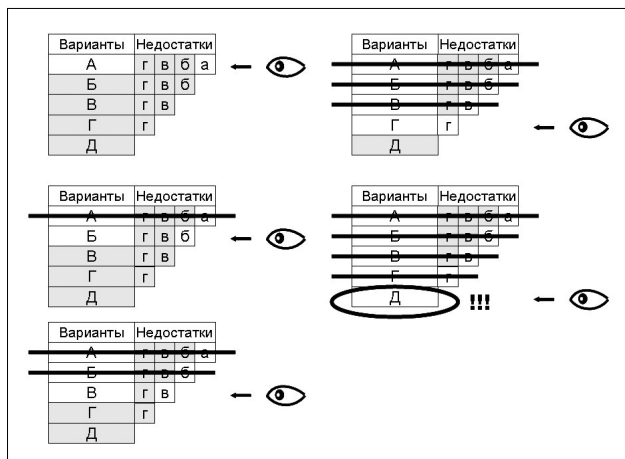 Варианты Недостатки
А г в б а
Б г в б
В г в
Г г
Д
Варианты Недостатки
А г в б а
Б г в б
В г в
Г г
Д
Варианты Недостатки
А г в б а
Б г в б
В г в
Г г
Д
Варианты Недостатки
А г в б а
Б г в б
В г в
Г г
Д
Варианты Недостатки
А г в б а
Б г в б
В г в
Г г
Д !!!